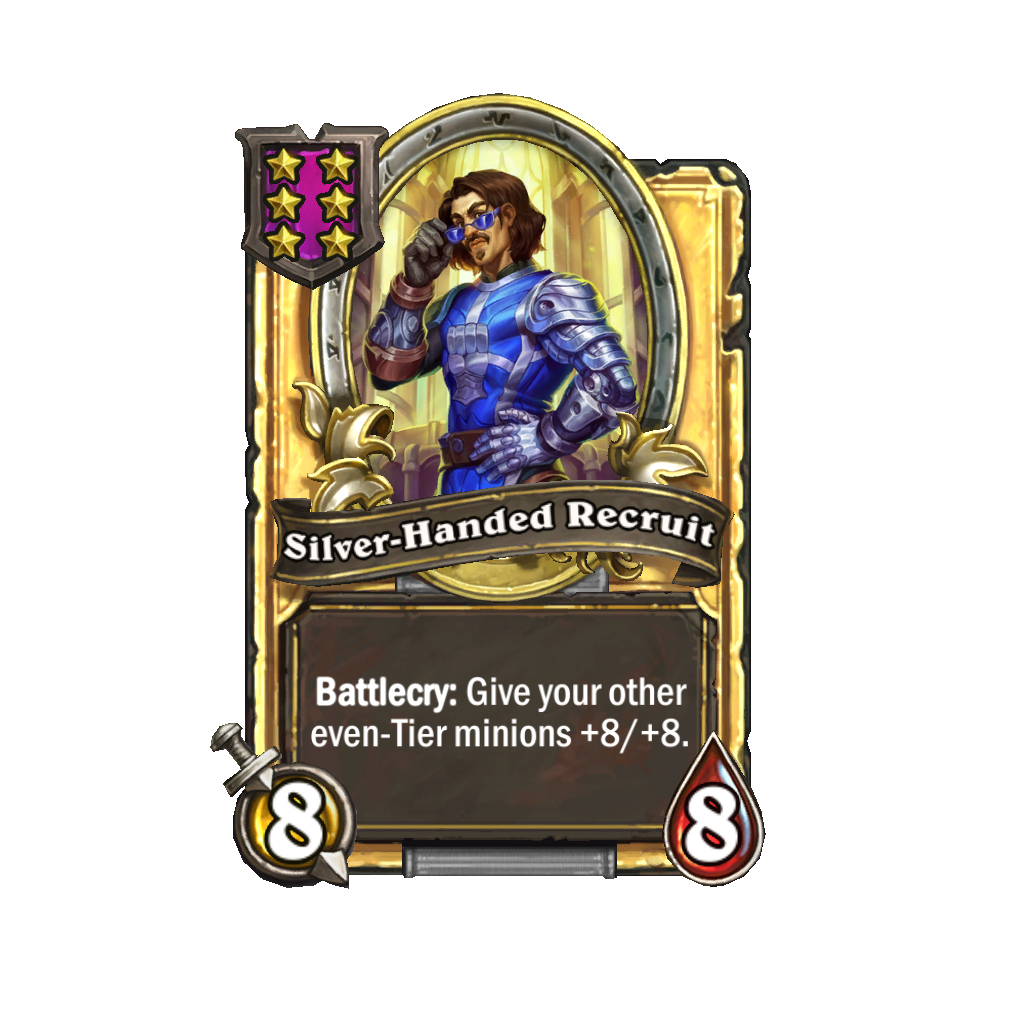 Silver-Handed Recruit
Battlecry: Give your other
even-Tier minions +8/+8.
8
8